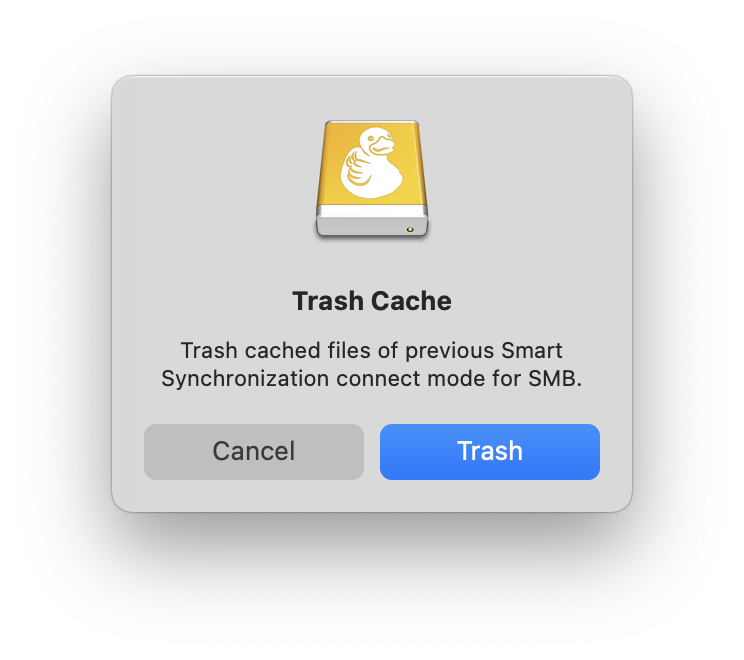 Trash Cache
Trash cached files of previous Smart
Synchronization connect mode for SMB.
Cancel
Trash